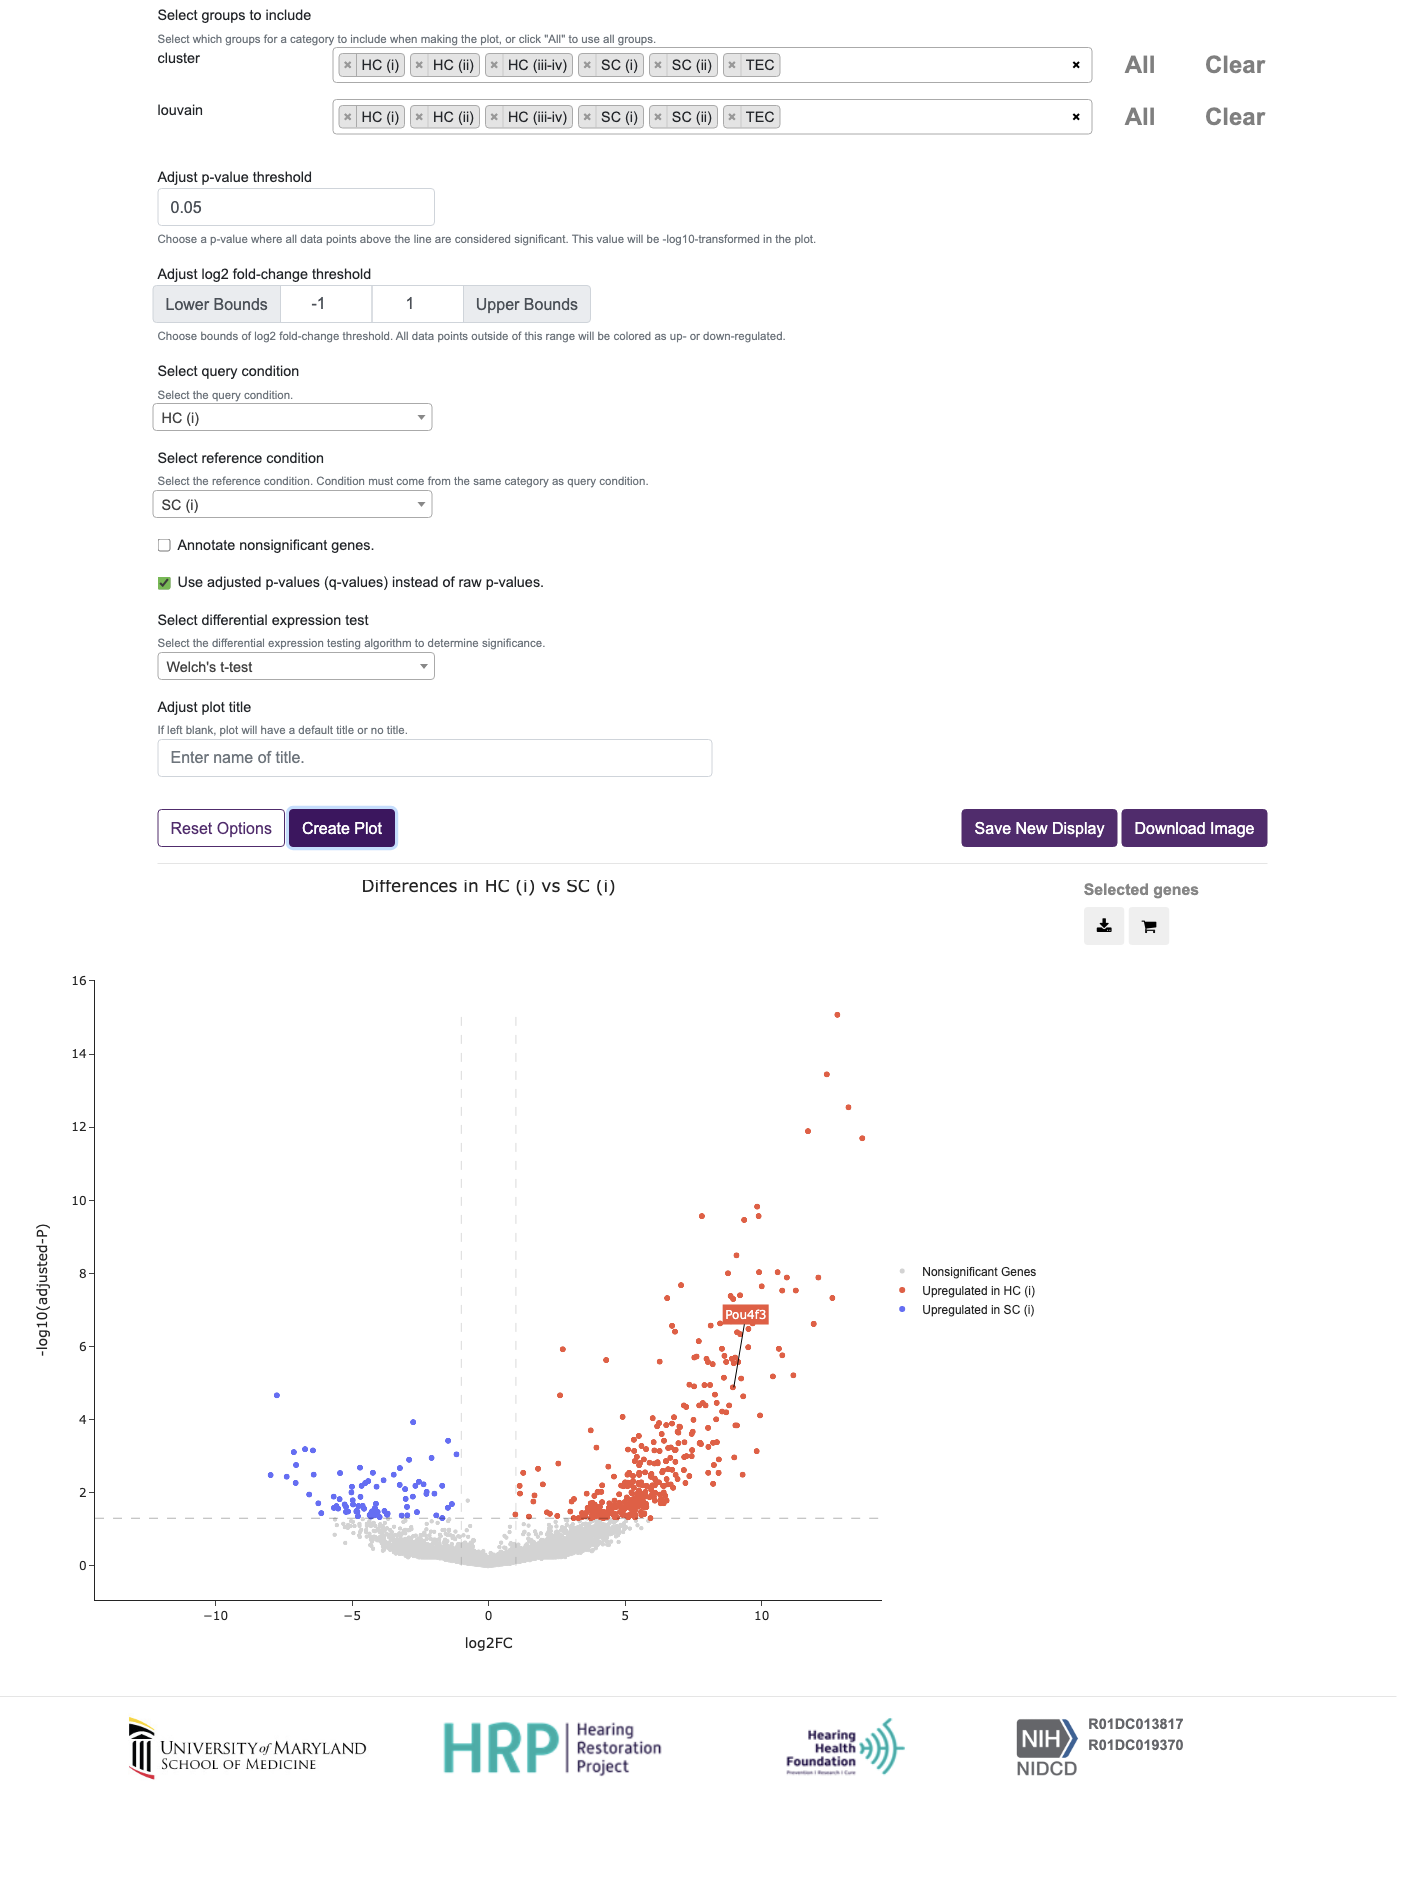 Select groups to include
Select which groups for a category to include when making the plot, or click "All" to use all groups.
cluster
× HC (i) × HC (ii) × HC (iii-iv) × SC (i) × SC (ii) × TEC ×
All Clear
louvain
× HC (i) × HC (ii) × HC (iii-iv) × SC (i) × SC (ii) × TEC ×
All Clear
Adjust p-value threshold
0.05
Choose a p-value where all data points above the line are considered significant. This value will be -log10-transformed in the plot.
Adjust log2 fold-change threshold
Lower Bounds -1 1 Upper Bounds
Choose bounds of log2 fold-change threshold. All data points outside of this range will be colored as up- or down-regulated.
Select query condition
Select the query condition.
HC (i)
Select reference condition
Select the reference condition. Condition must come from the same category as query condition.
SC (i)
Annotate nonsignificant genes.
Use adjusted p-values (q-values) instead of raw p-values.
Select differential expression test
Select the differential expression testing algorithm to determine significance.
Welch's t-test
Adjust plot title
If left blank, plot will have a default title or no title.
Enter name of title.
Reset Options Create Plot Save New Display Download Image
Differences in HC (i) vs SC (i)
Selected genes
16
14
12
10
8
6
4
2
0
-log10(adjusted-P)
Pou4f3
Nonsignificant Genes
Upregulated in HC (i)
Upregulated in SC (i)
−10 −5 0 5 10
log2FC
UNIVERSITY of MARYLAND
SCHOOL OF MEDICINE
HRP
Hearing
Restoration
Project
Hearing
Health
Foundation
Prevention | Research | Cure
NIH
NIDCD
R01DC013817
R01DC019370